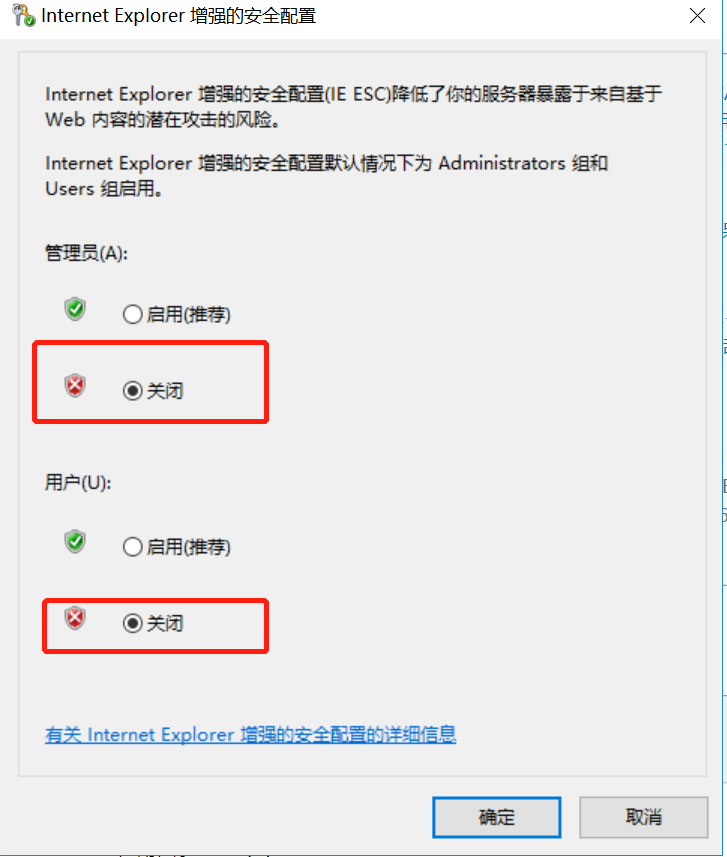 Internet Explorer 增强的安全配置
Internet Explorer 增强的安全配置(IE ESC)降低了你的服务器暴露于来自基于
Web 内容的潜在攻击的风险。
Internet Explorer 增强的安全配置默认情况下为 Administrators 组和
Users 组启用。
管理员(A):
启用(推荐)
关闭
用户(U):
启用(推荐)
关闭
有关 Internet Explorer 增强的安全配置的详细信息
确定
取消